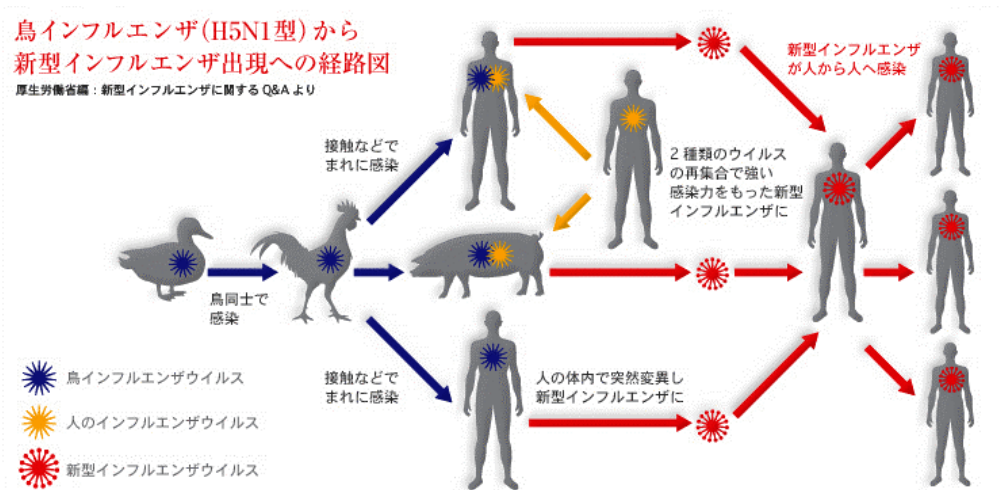 鳥インフルエンザ(H5N1型)から
新型インフルエンザ出現への経路図
厚生労働省編：新型インフルエンザに関するQ&Aより
新型インフルエンザ
が人から人へ感染
接触などで
まれに感染
2種類のウイルス
の再集合で強い
感染力をもった新型
インフルエンザに
鳥同士で
感染
接触などで
まれに感染
人の体内で突然変異し
新型インフルエンザに
鳥インフルエンザウイルス
人のインフルエンザウイルス
新型インフルエンザウイルス